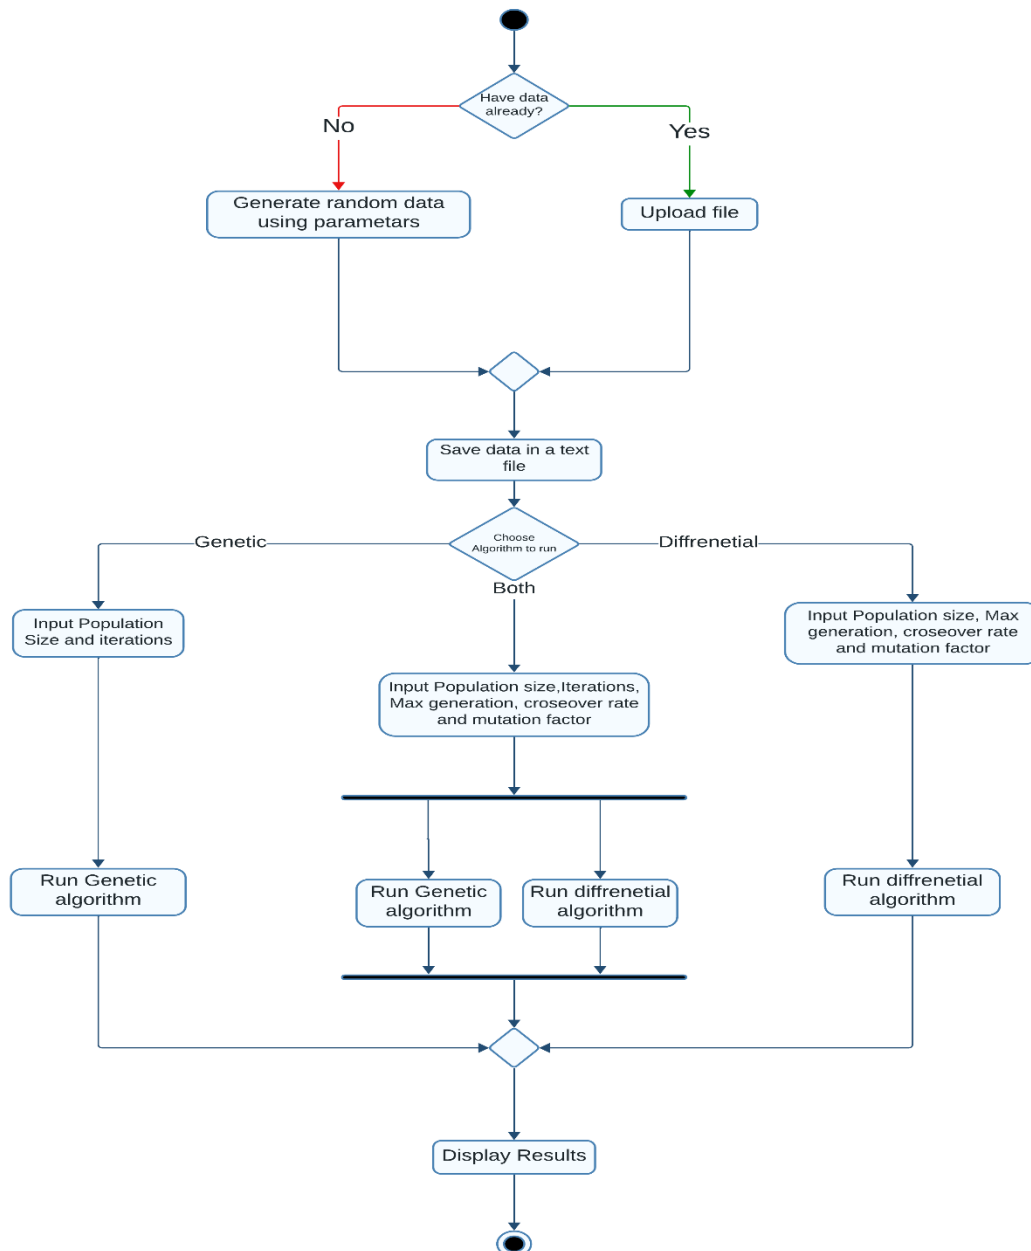 Have data
already?
No
Yes
Generate random data
using parametars
Upload file
Save data in a text
file
Choose
Algorithm to run
Genetic
Diffrenetial
Both
Input Population
Size and iterations
Input Population size, Max
generation, croseover rate
and mutation factor
Input Population size,Iterations,
Max generation, croseover rate
and mutation factor
Run Genetic
algorithm
Run Genetic
algorithm
Run diffrenetial
algorithm
Run diffrenetial
algorithm
Display Results